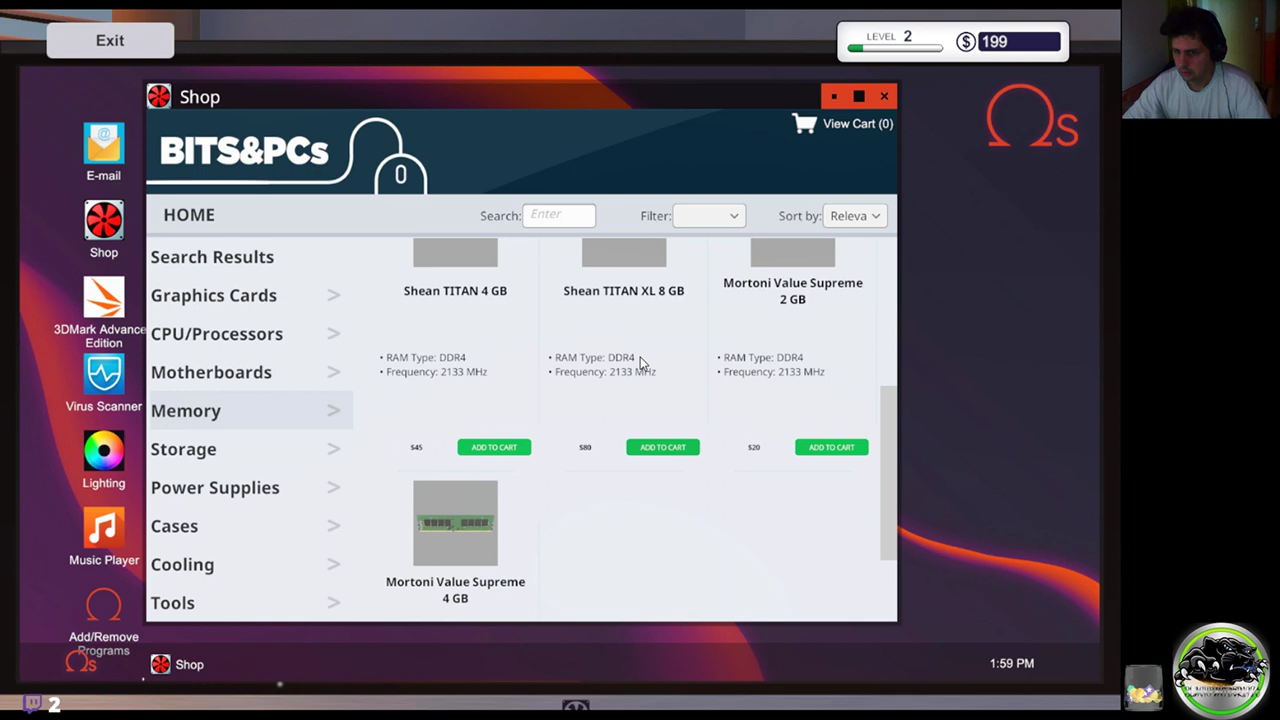 Exit
LEVEL 2
$ 199
Shop
BITS&PCs
View Cart (0)
HOME
Search: Enter
Filter:
Sort by: Releva
E-mail
Shop
3DMark Advance
Edition
Virus Scanner
Lighting
Music Player
Add/Remove
Programs
Search Results
Graphics Cards >
CPU/Processors >
Motherboards >
Memory >
Storage >
Power Supplies >
Cases >
Cooling >
Tools >
Shean TITAN 4 GB
• RAM Type: DDR4
• Frequency: 2133 MHz
$45 ADD TO CART
Shean TITAN XL 8 GB
• RAM Type: DDR4
• Frequency: 2133 MHz
$80 ADD TO CART
Mortoni Value Supreme
2 GB
• RAM Type: DDR4
• Frequency: 2133 MHz
$20 ADD TO CART
Mortoni Value Supreme
4 GB
Ωs
Ωs
Shop
1:59 PM
2